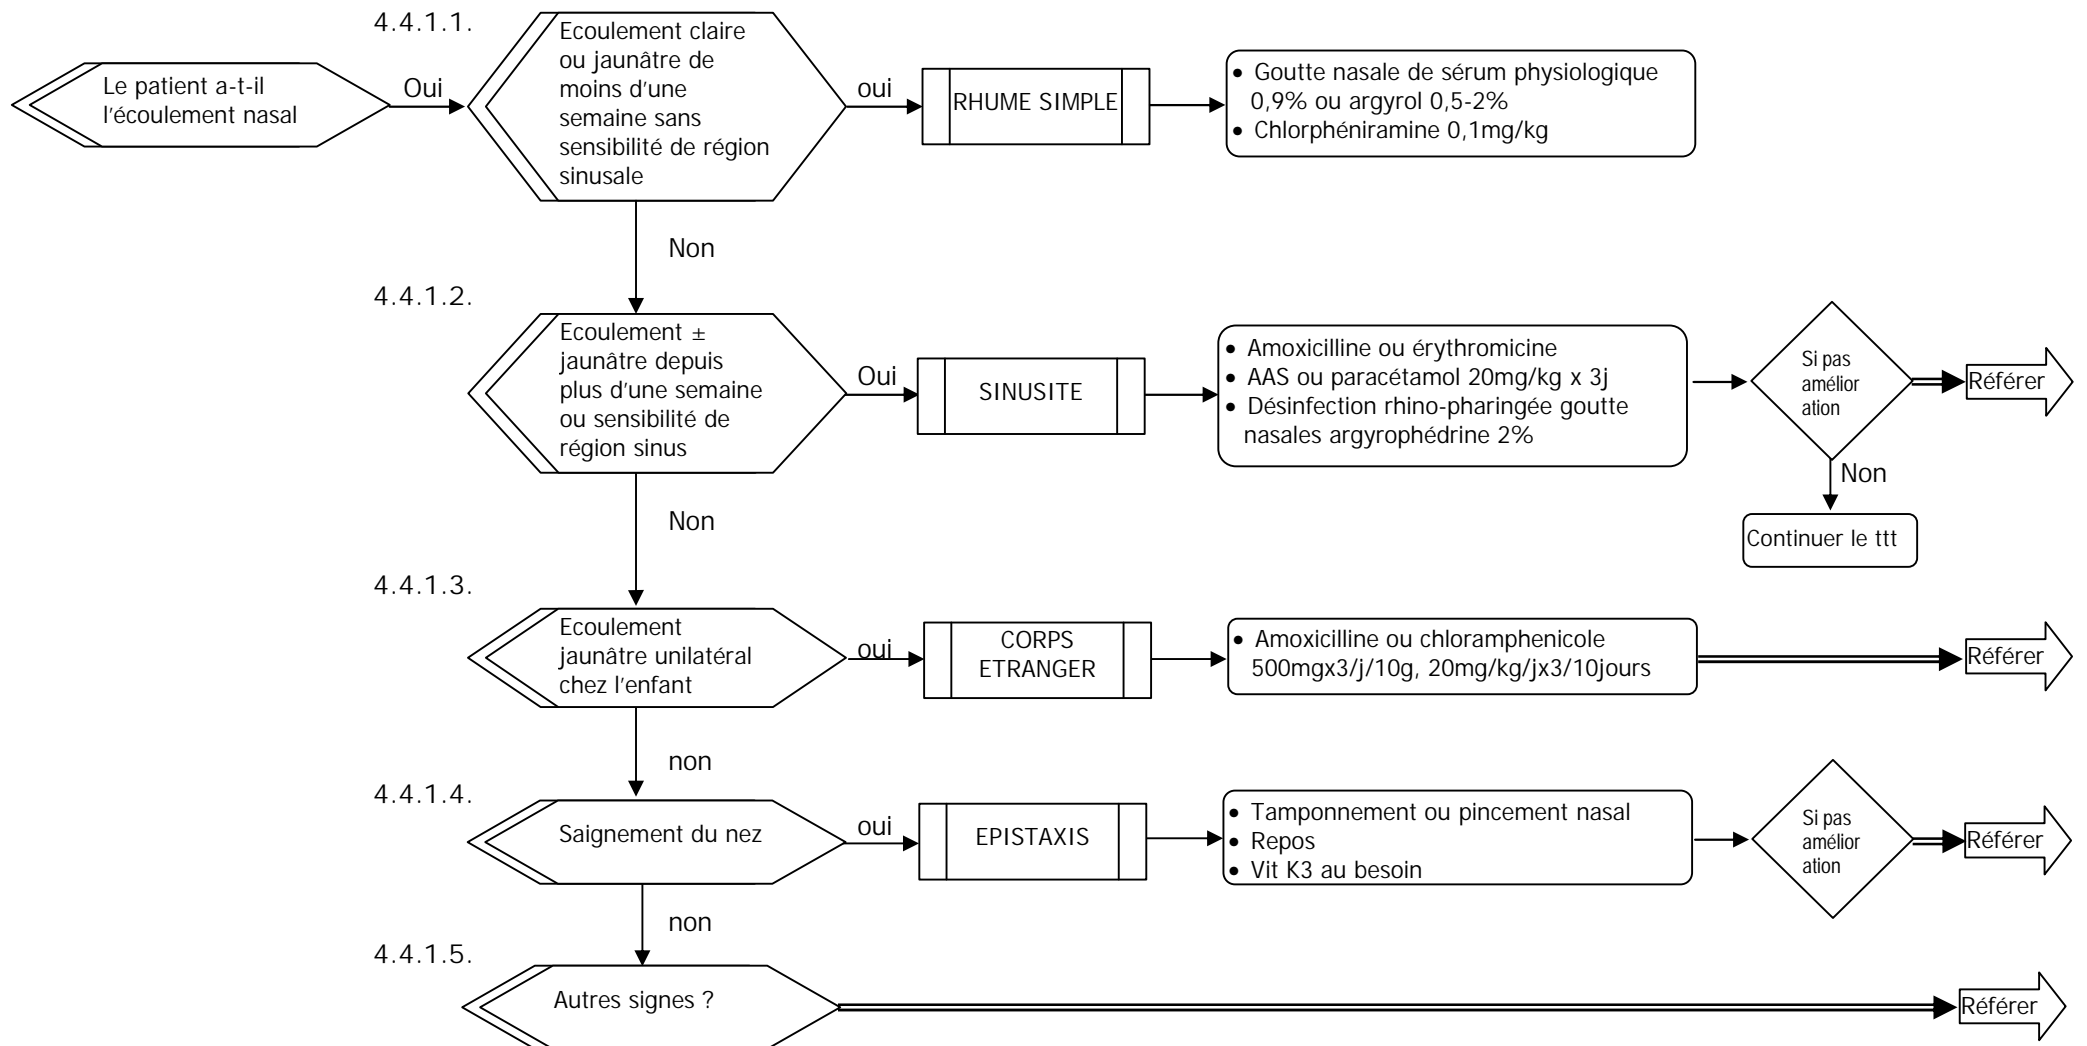 4.4.1.1.
Le patient a-t-il
l'écoulement nasal
Oui
Ecoulement claire
ou jaunâtre de
moins d'une
semaine sans
sensibilité de région
sinusale
oui
RHUME SIMPLE
• Goutte nasale de sérum physiologique
0,9% ou argyrol 0,5-2%
• Chlorphéniramine 0,1mg/kg
Non
4.4.1.2.
Ecoulement ±
jaunâtre depuis
plus d'une semaine
ou sensibilité de
région sinus
Oui
SINUSITE
• Amoxicilline ou érythromicine
• AAS ou paracétamol 20mg/kg x 3j
• Désinfection rhino-pharingée goutte
nasales argyrophédrine 2%
Si pas
amélior
ation
Référer
Non
Continuer le ttt
Non
4.4.1.3.
Ecoulement
jaunâtre unilatéral
chez l'enfant
oui
CORPS
ETRANGER
• Amoxicilline ou chloramphenicole
500mgx3/j/10g, 20mg/kg/jx3/10jours
Référer
non
4.4.1.4.
Saignement du nez
oui
EPISTAXIS
• Tamponnement ou pincement nasal
• Repos
• Vit K3 au besoin
Si pas
amélior
ation
Référer
non
4.4.1.5.
Autres signes ?
Référer